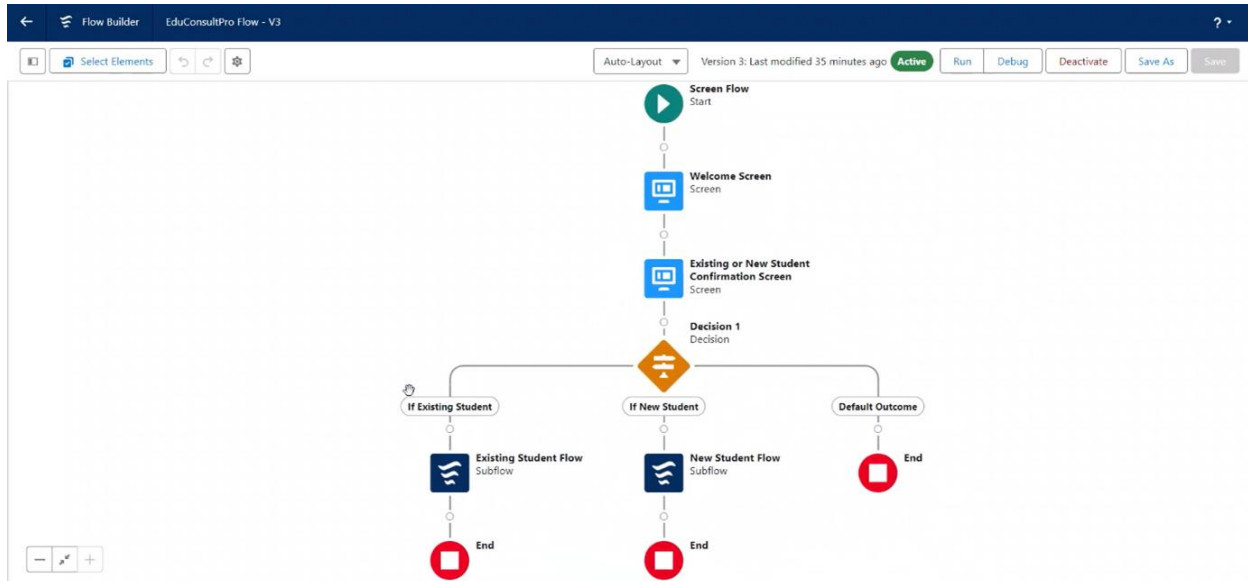 Flow Builder EduConsultPro Flow - V3 ?
Select Elements Auto-Layout Version 3: Last modified 35 minutes ago Active Run Debug Deactivate Save As Save
Screen Flow
Start
Welcome Screen
Screen
Existing or New Student
Confirmation Screen
Screen
Decision 1
Decision
If Existing Student If New Student Default Outcome
Existing Student Flow New Student Flow End
Subflow Subflow
End End